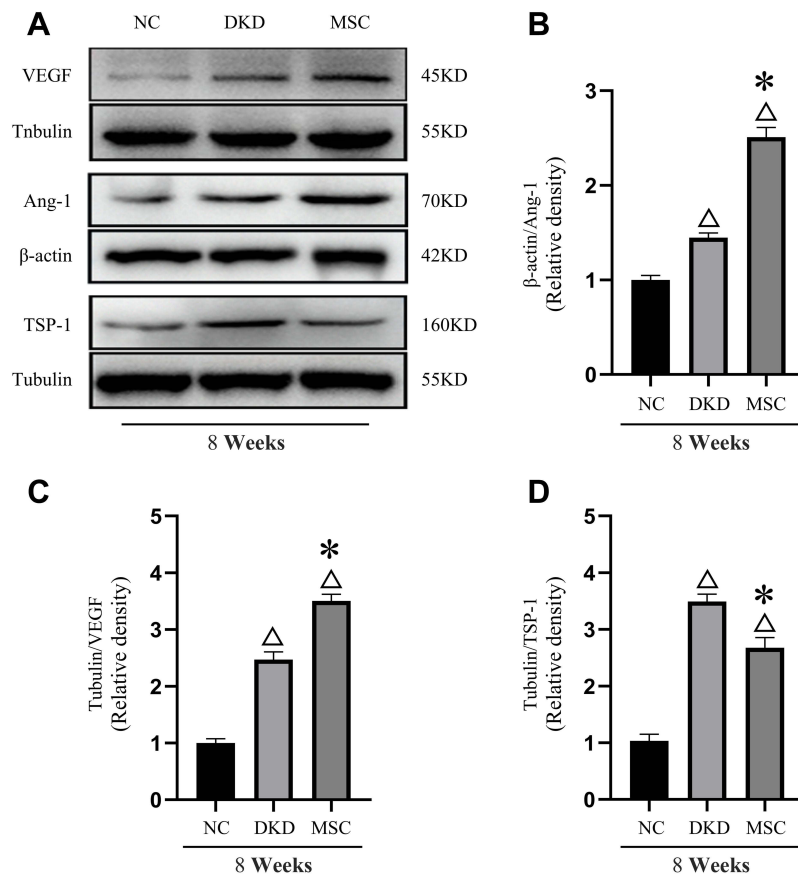 A
NC DKD MSC
VEGF 45KD
Tnbulin 55KD
Ang-1 70KD
β-actin 42KD
TSP-1 160KD
Tubulin 55KD
8 Weeks
B
β-actin/Ang-1
(Relative density)
3
2
1
0
*
△
△
NC DKD MSC
8 Weeks
C
Tubulin/VEGF
(Relative density)
5
4
3
2
1
0
*
△
△
NC DKD MSC
8 Weeks
D
Tubulin/TSP-1
(Relative density)
5
4
3
2
1
0
△
*
△
NC DKD MSC
8 Weeks